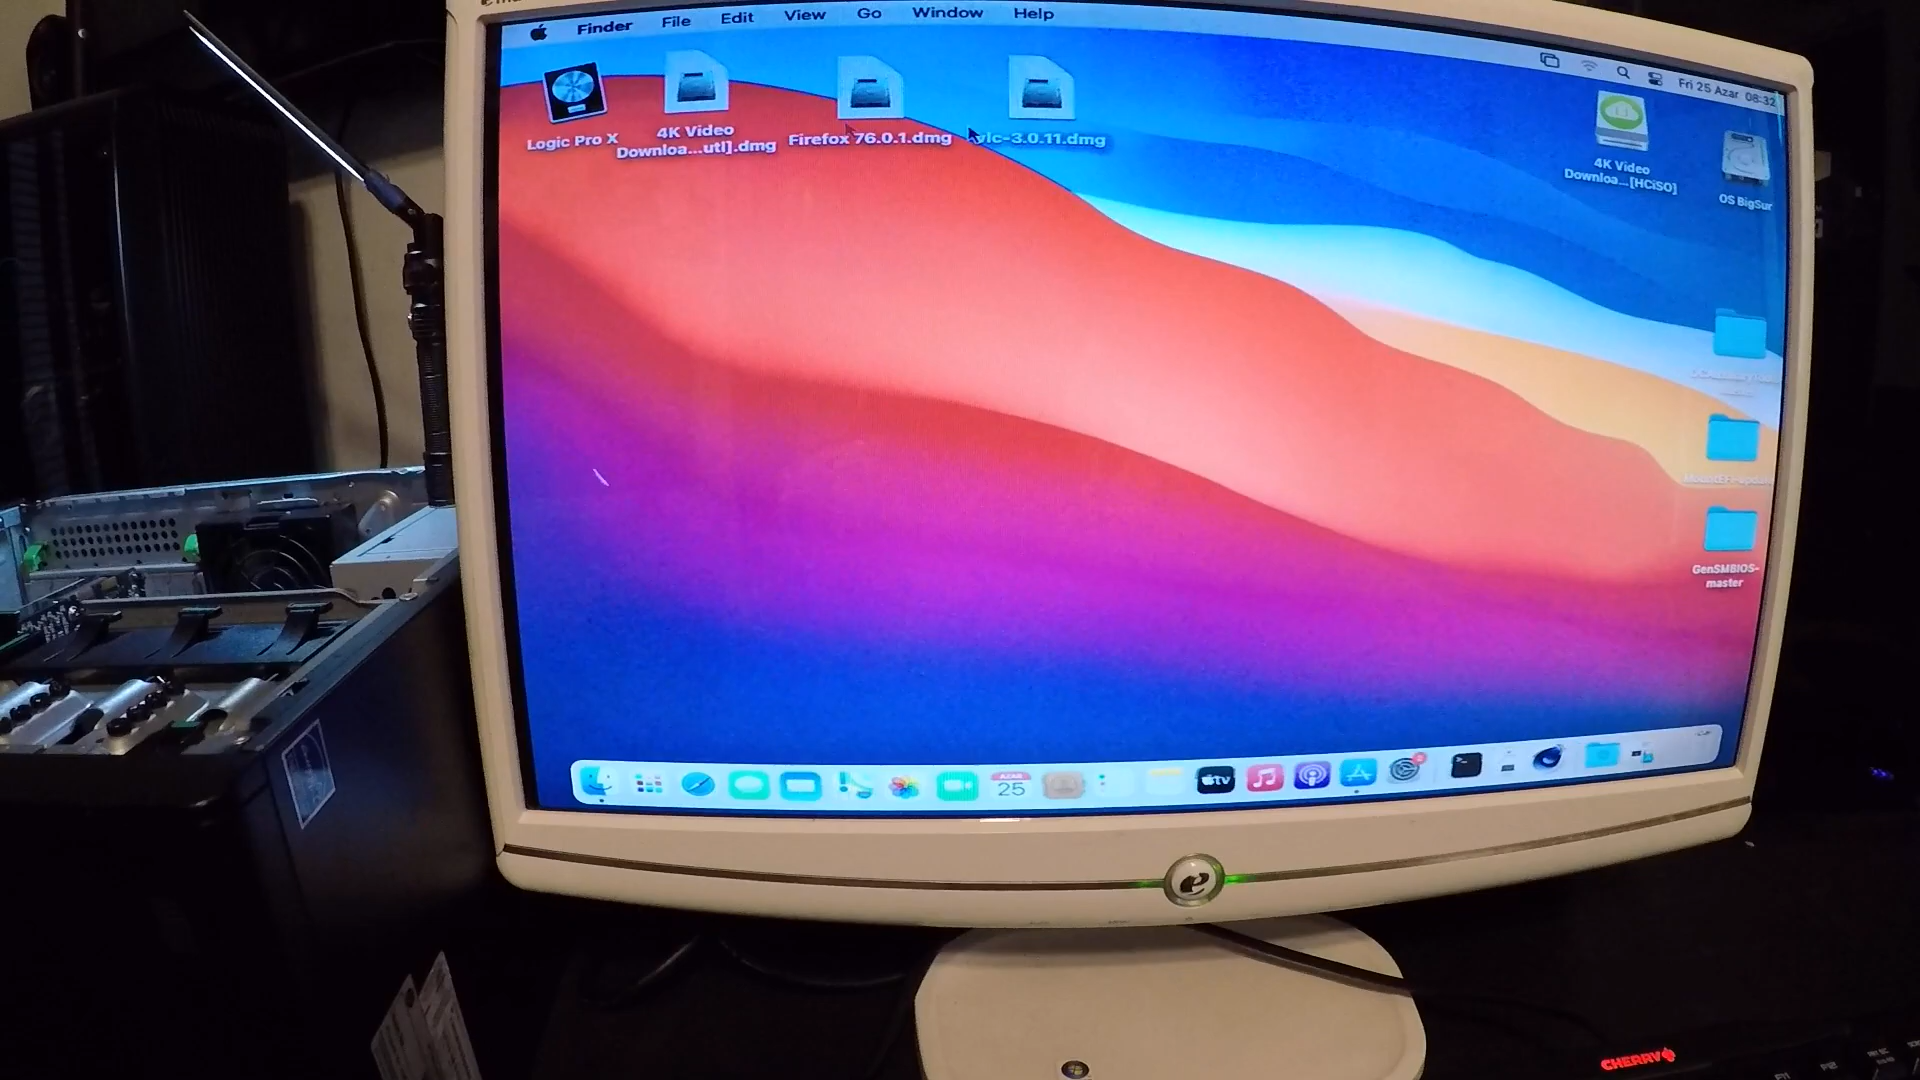 Finder File Edit View Go Window Help
Fri 25 Azar 08:32
Logic Pro X
4K Video
Downloa...utl].dmg
Firefox 76.0.1.dmg
vlc-3.0.11.dmg
4K Video
Downloa...[HCiSO]
OS BigSur
GenSMBIOS-
master
AZAR
25
tv
e
CHERRY
F11
F12